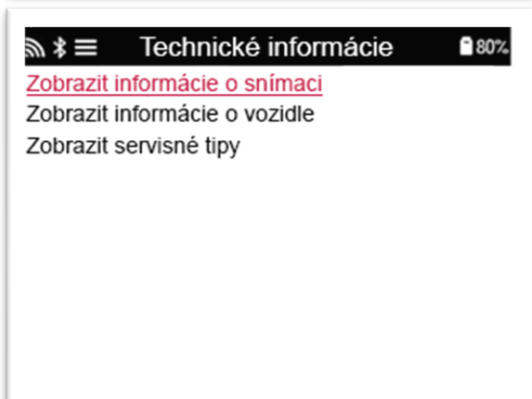 Technické informácie 80%
Zobrazit informácie o snímaci
Zobrazit informácie o vozidle
Zobrazit servisné tipy